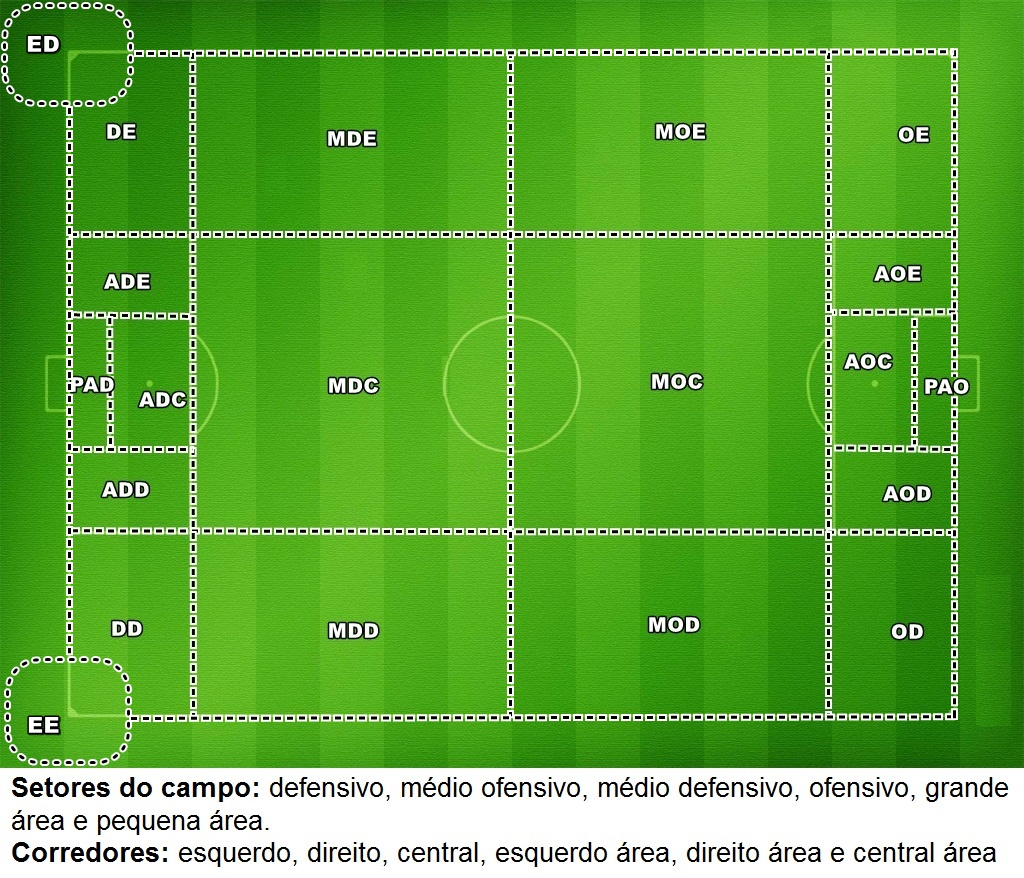 ED
DE
MDE
MOE
OE
ADE
AOE
PAD
ADC
MDC
MOC
AOC
PAO
ADD
AOD
DD
MDD
MOD
OD
EE
Setores do campo: defensivo, médio ofensivo, médio defensivo, ofensivo, grande
área e pequena área.
Corredores: esquerdo, direito, central, esquerdo área, direito área e central área